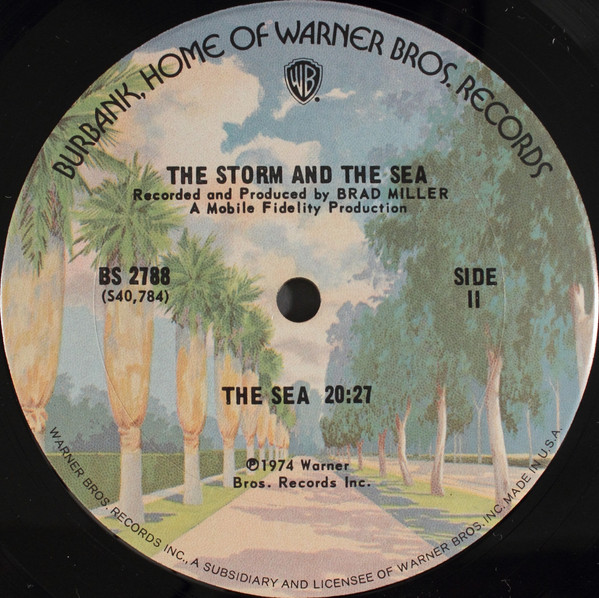 BURBANK, HOME OF WARNER BROS. RECORDS
WB
THE STORM AND THE SEA
Recorded and Produced by BRAD MILLER
A Mobile Fidelity Production
BS 2788
(S40,784)
SIDE
II
THE SEA 20:27
℗1974 Warner
Bros. Records Inc.
WARNER BROS. RECORDS INC., A SUBSIDIARY AND LICENSEE OF WARNER BROS. INC. MADE IN U.S.A.